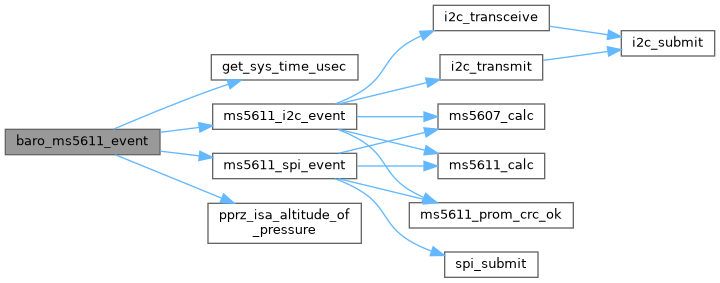 baro_ms5611_event
get_sys_time_usec
ms5611_i2c_event
ms5611_spi_event
pprz_isa_altitude_of
_pressure
i2c_transceive
i2c_transmit
ms5607_calc
ms5611_calc
ms5611_prom_crc_ok
spi_submit
i2c_submit